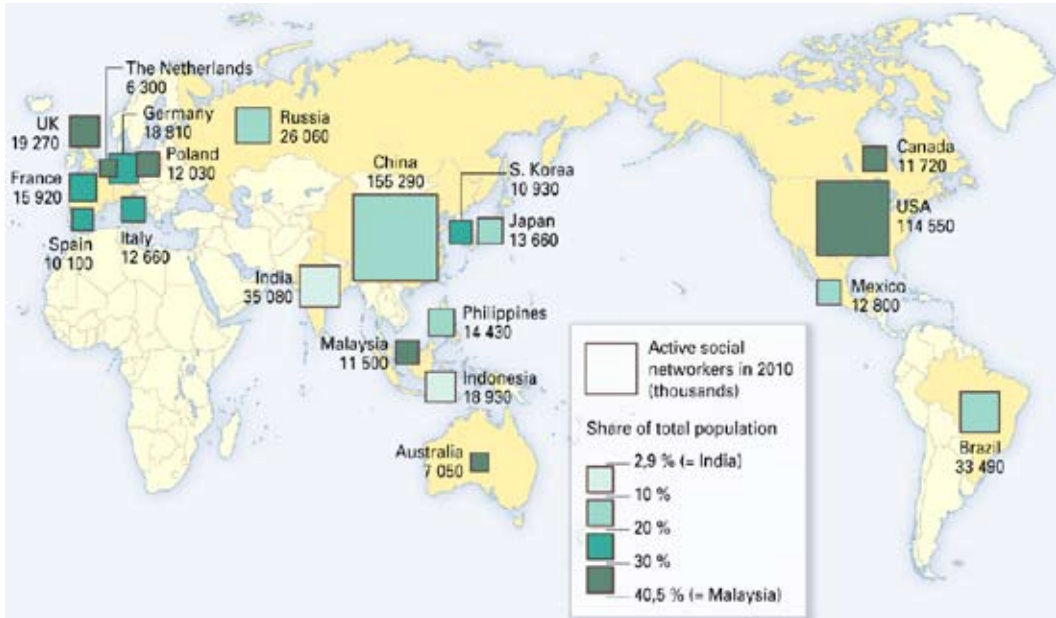 The Netherlands
6 300
Germany
18 810
UK
19 270
Poland
12 030
France
15 920
Spain
10 100
Italy
12 660
Russia
26 060
China
155 290
S. Korea
10 930
Japan
13 660
India
35 080
Philippines
14 430
Malaysia
11 500
Indonesia
18 930
Australia
7 050
Canada
11 720
USA
114 550
Mexico
12 800
Brazil
33 490
Active social
networkers in 2010
(thousands)
Share of total population
2,9 % (= India)
10 %
20 %
30 %
40,5 % (= Malaysia)